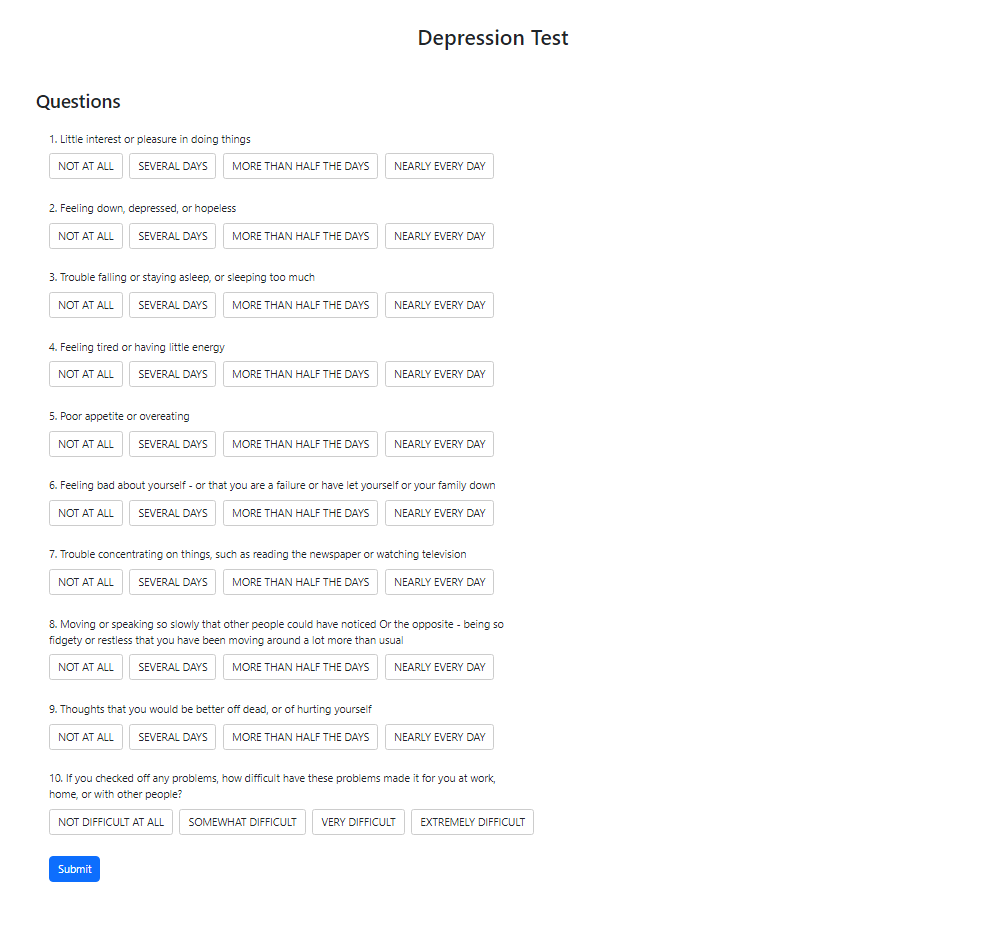 Depression Test
Questions
1. Little interest or pleasure in doing things
NOT AT ALL SEVERAL DAYS MORE THAN HALF THE DAYS NEARLY EVERY DAY
2. Feeling down, depressed, or hopeless
NOT AT ALL SEVERAL DAYS MORE THAN HALF THE DAYS NEARLY EVERY DAY
3. Trouble falling or staying asleep, or sleeping too much
NOT AT ALL SEVERAL DAYS MORE THAN HALF THE DAYS NEARLY EVERY DAY
4. Feeling tired or having little energy
NOT AT ALL SEVERAL DAYS MORE THAN HALF THE DAYS NEARLY EVERY DAY
5. Poor appetite or overeating
NOT AT ALL SEVERAL DAYS MORE THAN HALF THE DAYS NEARLY EVERY DAY
6. Feeling bad about yourself - or that you are a failure or have let yourself or your family down
NOT AT ALL SEVERAL DAYS MORE THAN HALF THE DAYS NEARLY EVERY DAY
7. Trouble concentrating on things, such as reading the newspaper or watching television
NOT AT ALL SEVERAL DAYS MORE THAN HALF THE DAYS NEARLY EVERY DAY
8. Moving or speaking so slowly that other people could have noticed Or the opposite - being so
fidgety or restless that you have been moving around a lot more than usual
NOT AT ALL SEVERAL DAYS MORE THAN HALF THE DAYS NEARLY EVERY DAY
9. Thoughts that you would be better off dead, or of hurting yourself
NOT AT ALL SEVERAL DAYS MORE THAN HALF THE DAYS NEARLY EVERY DAY
10. If you checked off any problems, how difficult have these problems made it for you at work,
home, or with other people?
NOT DIFFICULT AT ALL SOMEWHAT DIFFICULT VERY DIFFICULT EXTREMELY DIFFICULT
Submit